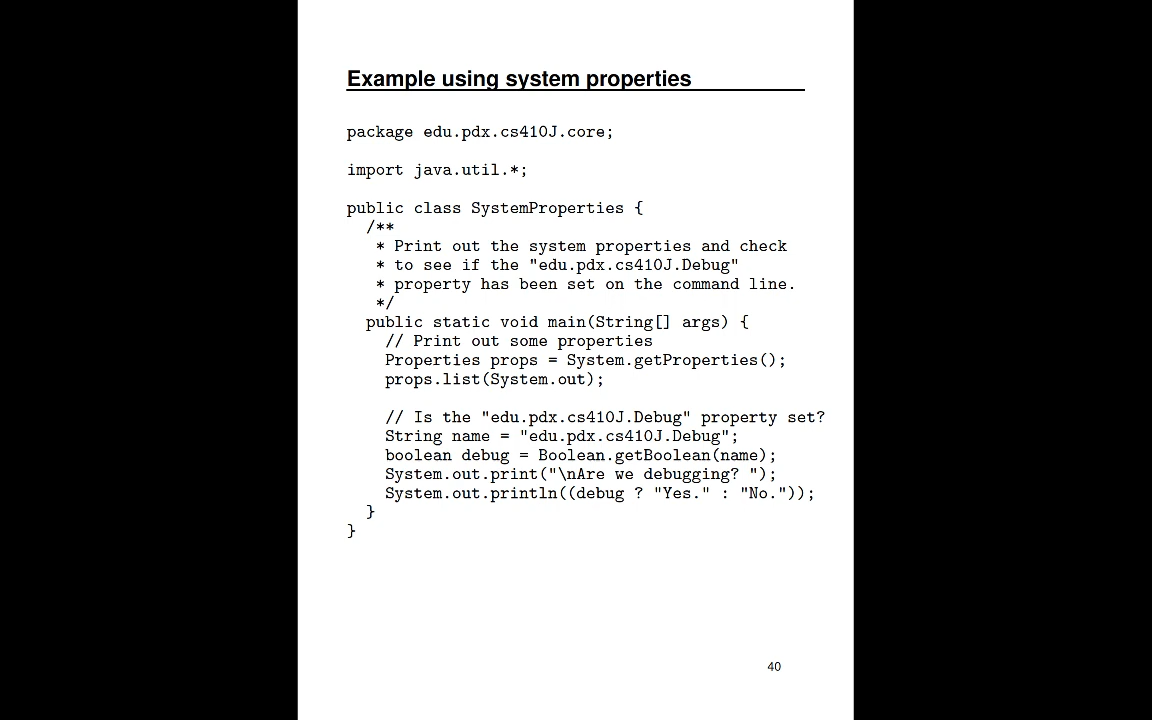 Example using system properties
package edu.pdx.cs410J.core;
import java.util.*;
public class SystemProperties {
/**
* Print out the system properties and check
* to see if the "edu.pdx.cs410J.Debug"
* property has been set on the command line.
*/
public static void main(String[] args) {
// Print out some properties
Properties props = System.getProperties();
props.list(System.out);
// Is the "edu.pdx.cs410J.Debug" property set?
String name = "edu.pdx.cs410J.Debug";
boolean debug = Boolean.getBoolean(name);
System.out.print("\nAre we debugging? ");
System.out.println((debug ? "Yes." : "No."));
}
}
40